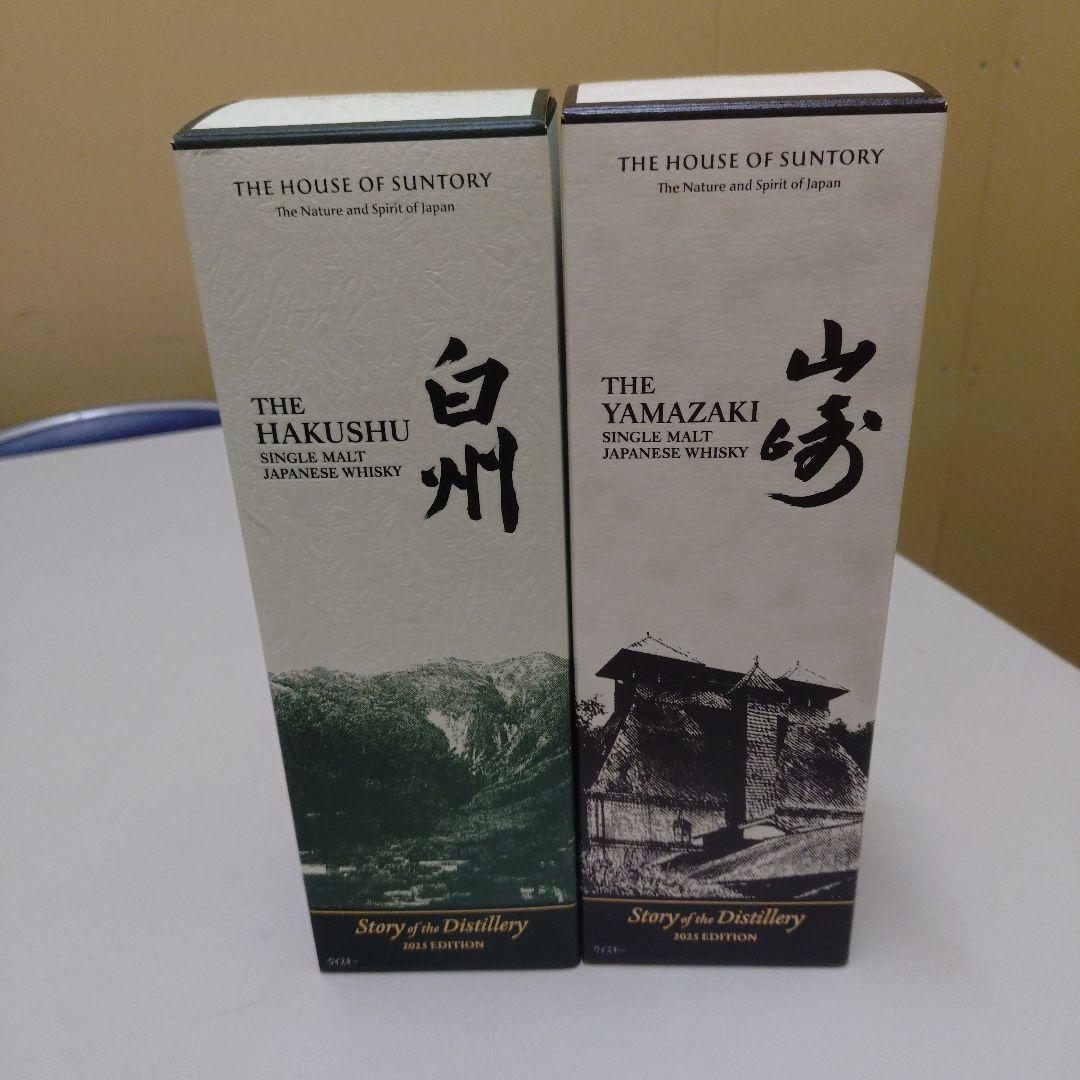 THE HOUSE OF SUNTORY
The Nature and Spirit of Japan
THE
HAKUSHU
SINGLE MALT
JAPANESE WHISKY
白州
Story of the Distillery
2025 EDITION
ウイスキー
THE HOUSE OF SUNTORY
The Nature and Spirit of Japan
THE
YAMAZAKI
SINGLE MALT
JAPANESE WHISKY
山崎
Story of the Distillery
2025 EDITION
ウイスキー